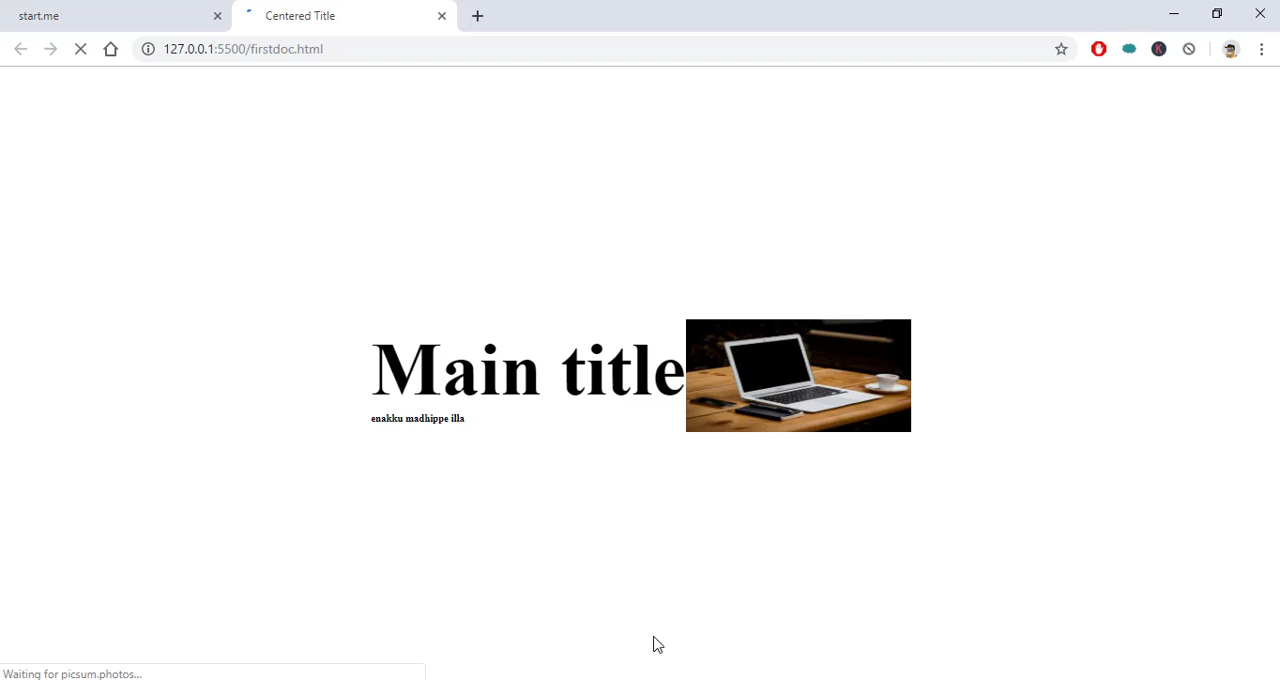 start.me
Centered Title
127.0.0.1:5500/firstdoc.html
K
Main title
enakku madhippe illa
Waiting for picsum.photos...